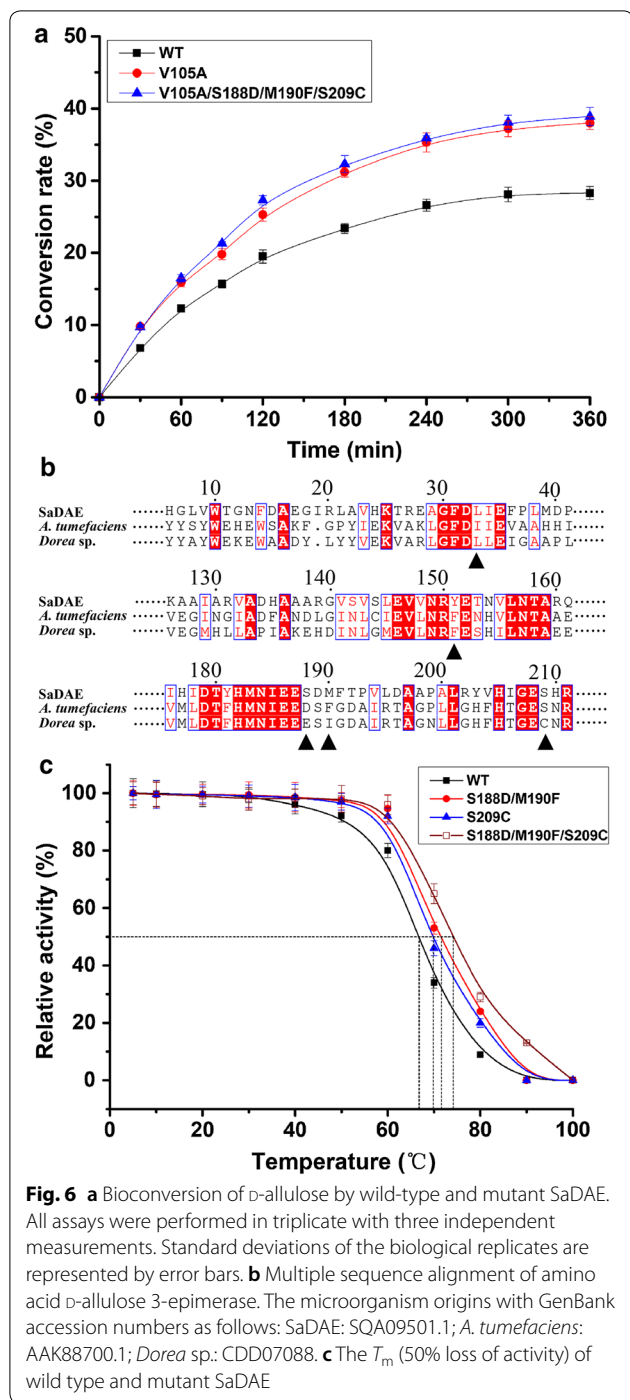 a
50
40
30
20
10
0
Conversion rate (%)
WT
V105A
V105A/S188D/M190F/S209C
0 60 120 180 240 300 360
Time (min)
b
10 20 30 40
SaDAE ······HGLVWTGNFDAEGIRLAVHKTREAGFDLIEFPLMDP······
A. tumefaciens ······YYSYWEHEWSAKF.GPYIEKVAKLGFDIIEVAAHHI······
Dorea sp. ······YYAYWEKEWAADY.LYYVEKVARLGFDLLEIGAAPL······
130 140 150 160
SaDAE ······KAAIARVADHAAARGVSVSLEVVNRYETNVLNTARQ······
A. tumefaciens ······VEGINGIADFANDLGINLCIEVLNRFENHVLNTAAE······
Dorea sp. ······VEGMHLLAPIAKEHDINLGMEVLNRFESHILNTAEE······
180 190 200 210
SaDAE ······IHIDTYHMNIEESDMFTPVLDAAPALRYVHIGESHR······
A. tumefaciens ······VMLDTFHMNIEEDSFGDAIRTAGPLLGHFHTGESNR······
Dorea sp. ······VMLDTFHMNIEEESIGDAIRTAGNLLGHFHTGECNR······
c
100
80
60
40
20
0
Relative activity (%)
WT
S188D/M190F
S209C
S188D/M190F/S209C
0 20 40 60 80 100
Temperature (℃)
Fig. 6 a Bioconversion of D-allulose by wild-type and mutant SaDAE.
All assays were performed in triplicate with three independent
measurements. Standard deviations of the biological replicates are
represented by error bars. b Multiple sequence alignment of amino
acid D-allulose 3-epimerase. The microorganism origins with GenBank
accession numbers as follows: SaDAE: SQA09501.1; A. tumefaciens:
AAK88700.1; Dorea sp.: CDD07088. c The Tm (50% loss of activity) of
wild type and mutant SaDAE